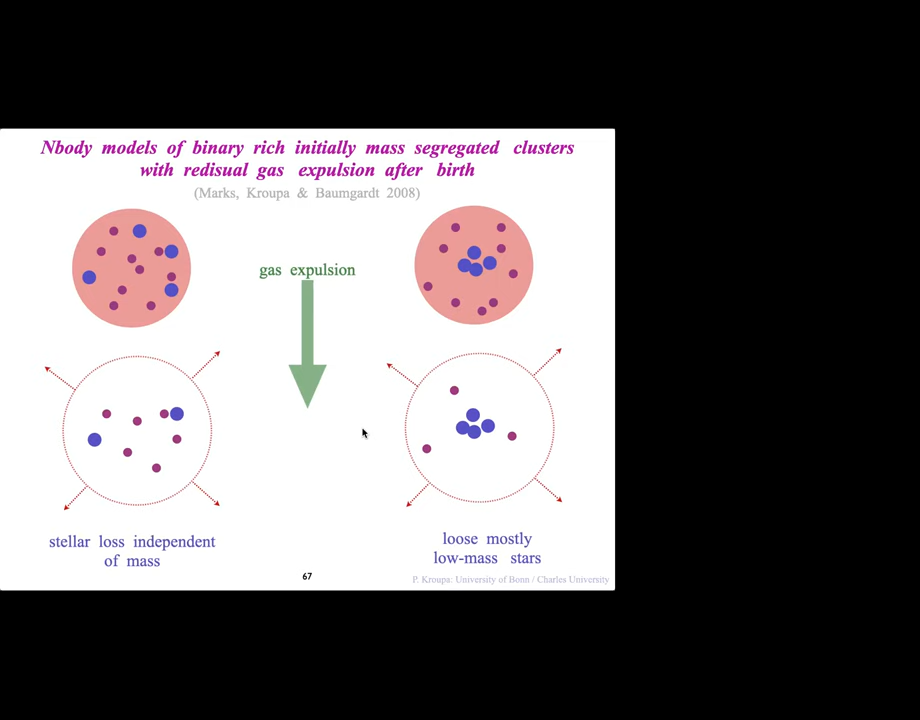 Nbody models of binary rich initially mass segregated clusters
with redisual gas expulsion after birth
(Marks, Kroupa & Baumgardt 2008)
gas expulsion
stellar loss independent
of mass
loose mostly
low-mass stars
67
P. Kroupa: University of Bonn / Charles University